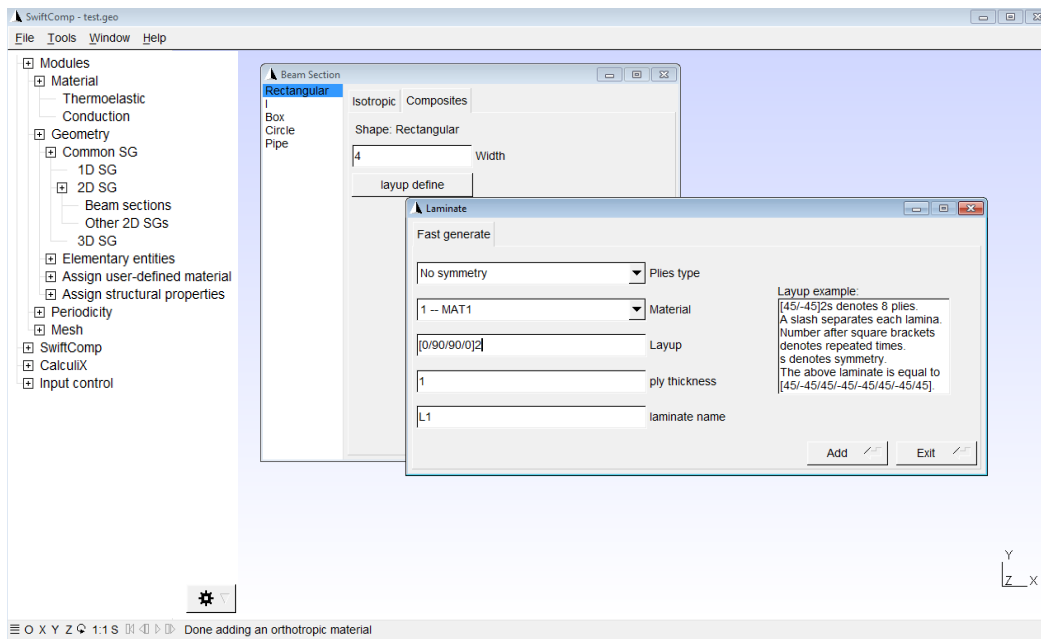 SwiftComp - test.geo
File Tools Window Help
Modules
Material
Thermoelastic
Conduction
Geometry
Common SG
1D SG
2D SG
Beam sections
Other 2D SGs
3D SG
Elementary entities
Assign user-defined material
Assign structural properties
Periodicity
Mesh
SwiftComp
CalculiX
Input control
Beam Section
Rectangular
I
Box
Circle
Pipe
Isotropic Composites
Shape: Rectangular
4 Width
layup define
Laminate
Fast generate
No symmetry Plies type
1 -- MAT1 Material
[0/90/90/0]2 Layup
1 ply thickness
L1 laminate name
Layup example:
[45/-45]2s denotes 8 plies.
A slash separates each lamina.
Number after square brackets
denotes repeated times.
s denotes symmetry.
The above laminate is equal to
[45/-45/45/-45/-45/45/-45/45].
Add Exit
Y
Z X
O X Y Z 1:1 S Done adding an orthotropic material